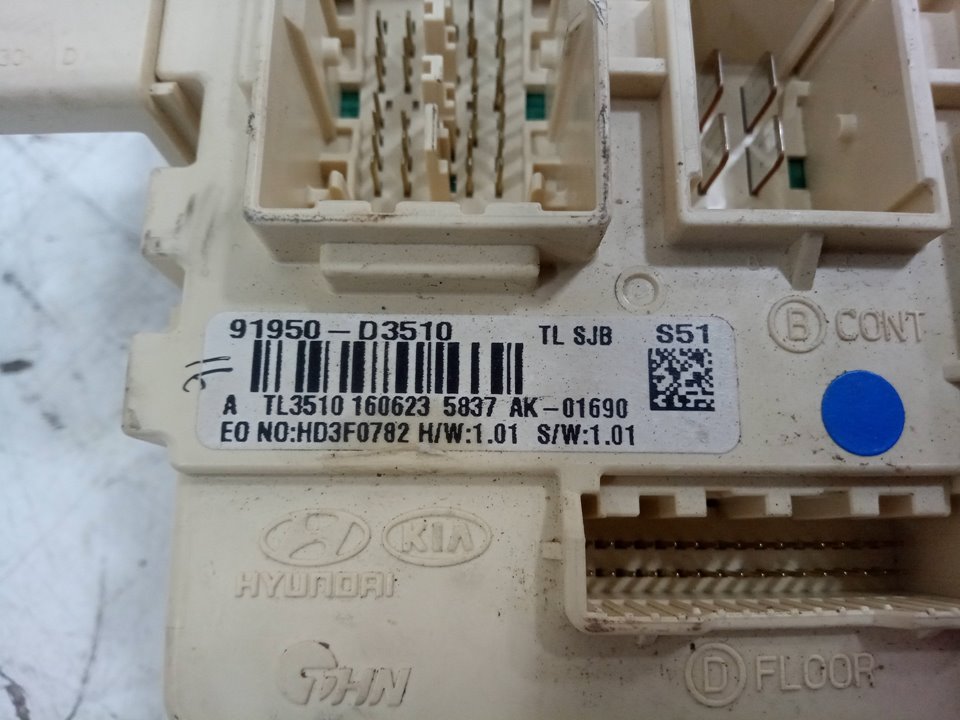 91950-D3510 TL SJB S51
A TL3510 160623 5837 AK-01690
EO NO:HD3F0782 H/W:1.01 S/W:1.01
B CONT
KIA
HYUNDAI
D FLOOR